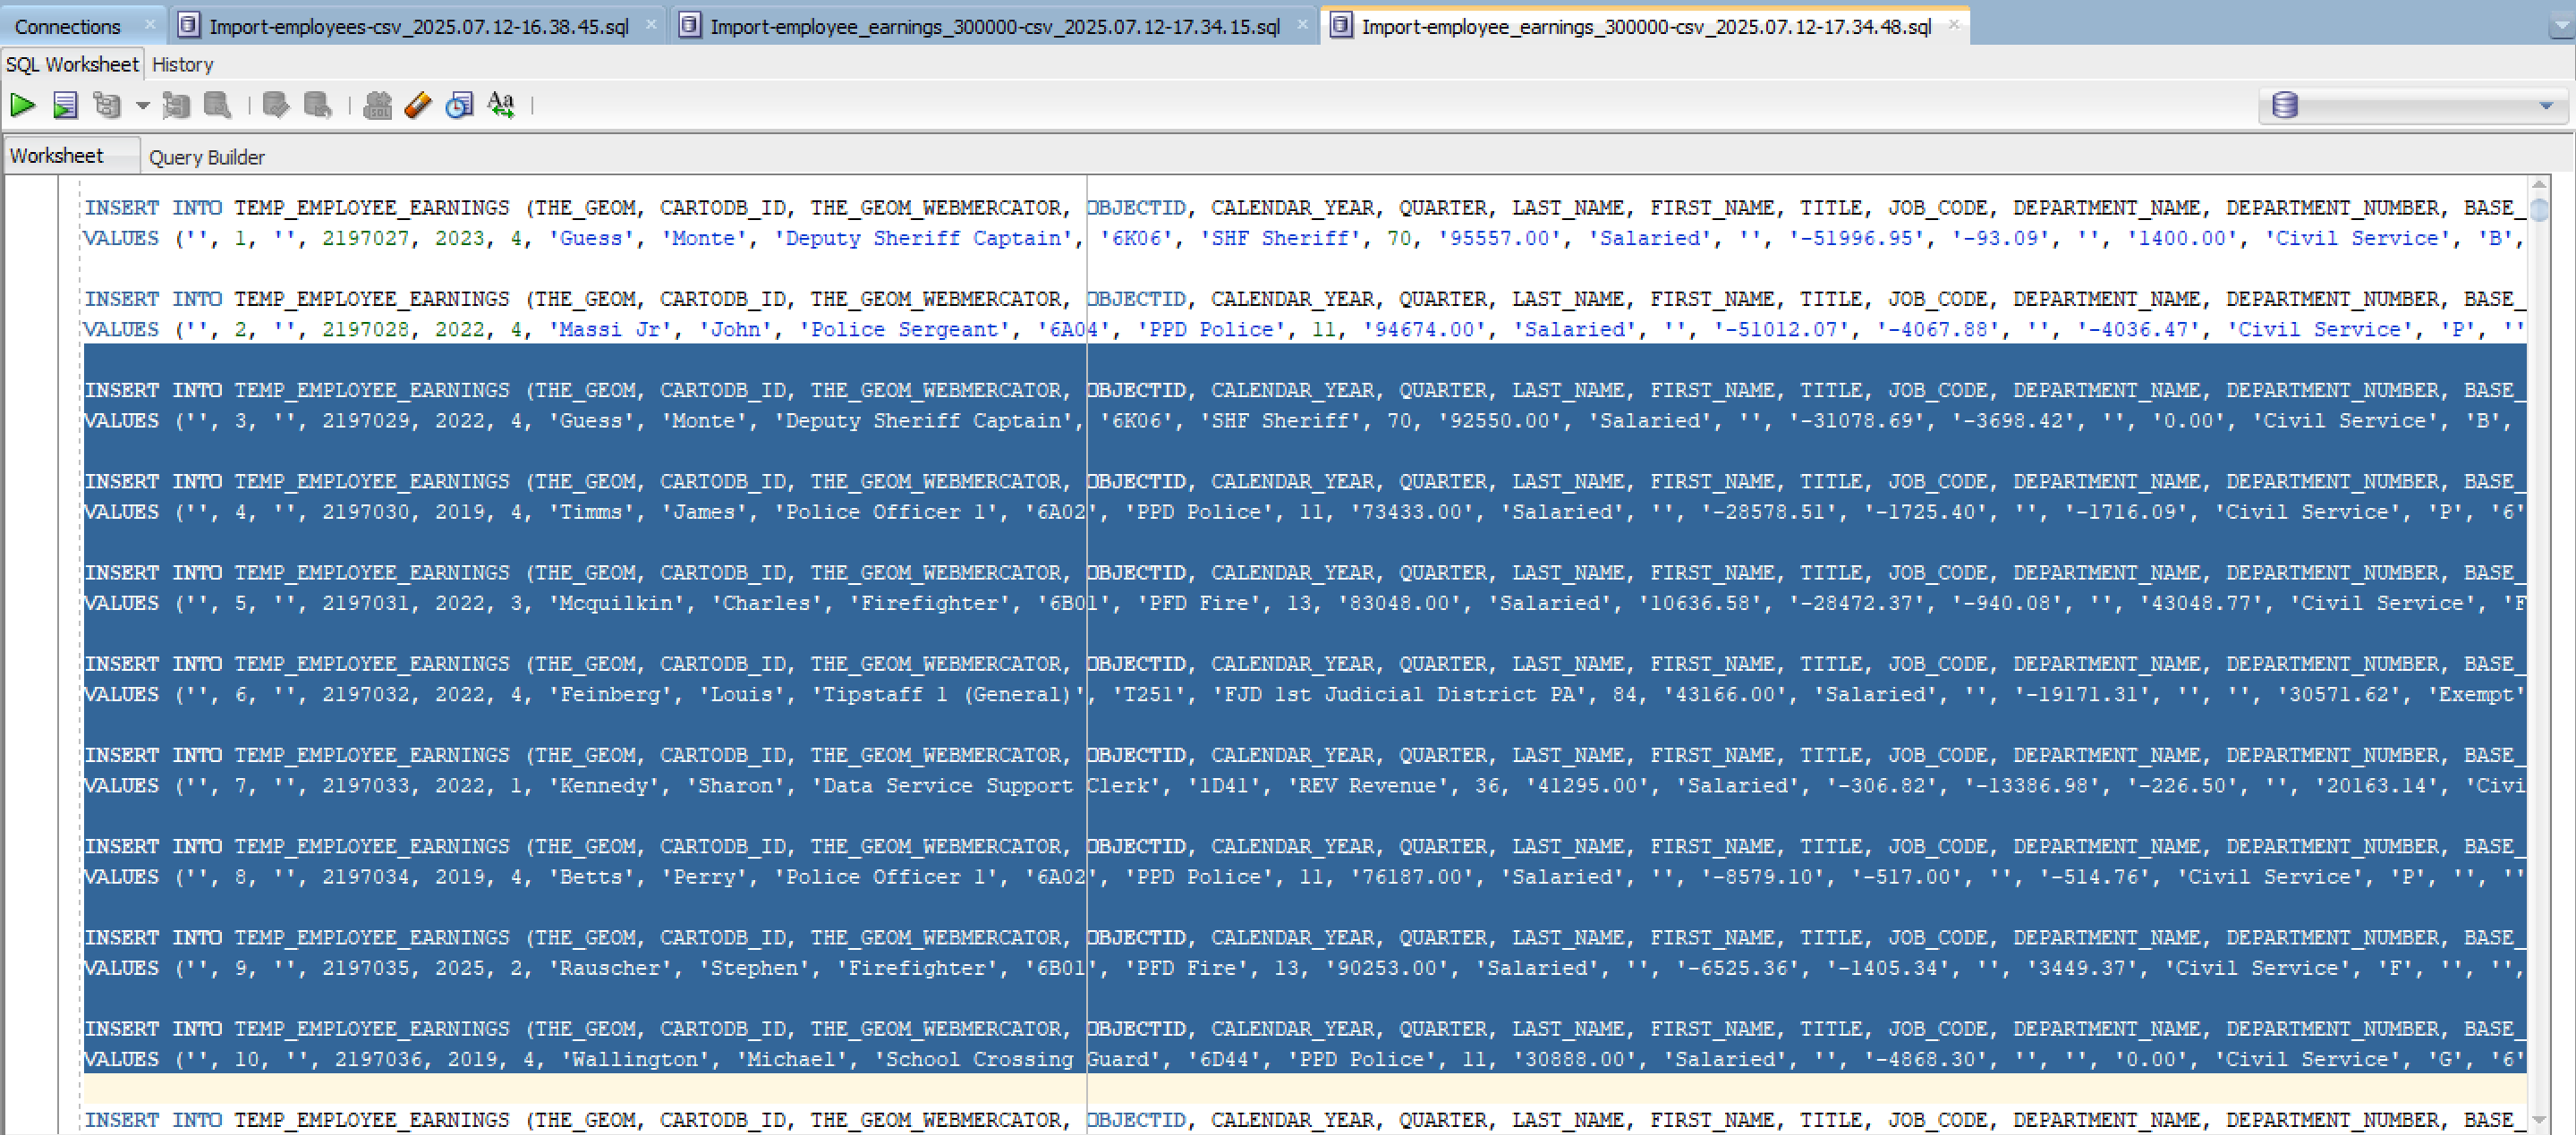 Connections Import-employees-csv_2025.07.12-16.38.45.sql Import-employee_earnings_300000-csv_2025.07.12-17.34.15.sql Import-employee_earnings_300000-csv_2025.07.12-17.34.48.sql
SQL Worksheet History
Aa
Worksheet Query Builder
INSERT INTO TEMP_EMPLOYEE_EARNINGS (THE_GEOM, CARTODB_ID, THE_GEOM_WEBMERCATOR, OBJECTID, CALENDAR_YEAR, QUARTER, LAST_NAME, FIRST_NAME, TITLE, JOB_CODE, DEPARTMENT_NAME, DEPARTMENT_NUMBER, BASE_
VALUES ('', 1, '', 2197027, 2023, 4, 'Guess', 'Monte', 'Deputy Sheriff Captain', '6K06', 'SHF Sheriff', 70, '95557.00', 'Salaried', '', '-51996.95', '-93.09', '', '1400.00', 'Civil Service', 'B',
INSERT INTO TEMP_EMPLOYEE_EARNINGS (THE_GEOM, CARTODB_ID, THE_GEOM_WEBMERCATOR, OBJECTID, CALENDAR_YEAR, QUARTER, LAST_NAME, FIRST_NAME, TITLE, JOB_CODE, DEPARTMENT_NAME, DEPARTMENT_NUMBER, BASE_
VALUES ('', 2, '', 2197028, 2022, 4, 'Massi Jr', 'John', 'Police Sergeant', '6A04', 'PPD Police', 11, '94674.00', 'Salaried', '', '-51012.07', '-4067.88', '', '-4036.47', 'Civil Service', 'P', ''
INSERT INTO TEMP_EMPLOYEE_EARNINGS (THE_GEOM, CARTODB_ID, THE_GEOM_WEBMERCATOR, OBJECTID, CALENDAR_YEAR, QUARTER, LAST_NAME, FIRST_NAME, TITLE, JOB_CODE, DEPARTMENT_NAME, DEPARTMENT_NUMBER, BASE_
VALUES ('', 3, '', 2197029, 2022, 4, 'Guess', 'Monte', 'Deputy Sheriff Captain', '6K06', 'SHF Sheriff', 70, '92550.00', 'Salaried', '', '-31078.69', '-3698.42', '', '0.00', 'Civil Service', 'B',
INSERT INTO TEMP_EMPLOYEE_EARNINGS (THE_GEOM, CARTODB_ID, THE_GEOM_WEBMERCATOR, OBJECTID, CALENDAR_YEAR, QUARTER, LAST_NAME, FIRST_NAME, TITLE, JOB_CODE, DEPARTMENT_NAME, DEPARTMENT_NUMBER, BASE_
VALUES ('', 4, '', 2197030, 2019, 4, 'Timms', 'James', 'Police Officer 1', '6A02', 'PPD Police', 11, '73433.00', 'Salaried', '', '-28578.51', '-1725.40', '', '-1716.09', 'Civil Service', 'P', '6'
INSERT INTO TEMP_EMPLOYEE_EARNINGS (THE_GEOM, CARTODB_ID, THE_GEOM_WEBMERCATOR, OBJECTID, CALENDAR_YEAR, QUARTER, LAST_NAME, FIRST_NAME, TITLE, JOB_CODE, DEPARTMENT_NAME, DEPARTMENT_NUMBER, BASE_
VALUES ('', 5, '', 2197031, 2022, 3, 'Mcquilkin', 'Charles', 'Firefighter', '6B01', 'PFD Fire', 13, '83048.00', 'Salaried', '10636.58', '-28472.37', '-940.08', '', '43048.77', 'Civil Service', 'F
INSERT INTO TEMP_EMPLOYEE_EARNINGS (THE_GEOM, CARTODB_ID, THE_GEOM_WEBMERCATOR, OBJECTID, CALENDAR_YEAR, QUARTER, LAST_NAME, FIRST_NAME, TITLE, JOB_CODE, DEPARTMENT_NAME, DEPARTMENT_NUMBER, BASE_
VALUES ('', 6, '', 2197032, 2022, 4, 'Feinberg', 'Louis', 'Tipstaff 1 (General)', 'T251', 'FJD 1st Judicial District PA', 84, '43166.00', 'Salaried', '', '-19171.31', '', '', '30571.62', 'Exempt'
INSERT INTO TEMP_EMPLOYEE_EARNINGS (THE_GEOM, CARTODB_ID, THE_GEOM_WEBMERCATOR, OBJECTID, CALENDAR_YEAR, QUARTER, LAST_NAME, FIRST_NAME, TITLE, JOB_CODE, DEPARTMENT_NAME, DEPARTMENT_NUMBER, BASE_
VALUES ('', 7, '', 2197033, 2022, 1, 'Kennedy', 'Sharon', 'Data Service Support Clerk', '1D41', 'REV Revenue', 36, '41295.00', 'Salaried', '-306.82', '-13386.98', '-226.50', '', '20163.14', 'Civi
INSERT INTO TEMP_EMPLOYEE_EARNINGS (THE_GEOM, CARTODB_ID, THE_GEOM_WEBMERCATOR, OBJECTID, CALENDAR_YEAR, QUARTER, LAST_NAME, FIRST_NAME, TITLE, JOB_CODE, DEPARTMENT_NAME, DEPARTMENT_NUMBER, BASE_
VALUES ('', 8, '', 2197034, 2019, 4, 'Betts', 'Perry', 'Police Officer 1', '6A02', 'PPD Police', 11, '76187.00', 'Salaried', '', '-8579.10', '-517.00', '', '-514.76', 'Civil Service', 'P', '', ''
INSERT INTO TEMP_EMPLOYEE_EARNINGS (THE_GEOM, CARTODB_ID, THE_GEOM_WEBMERCATOR, OBJECTID, CALENDAR_YEAR, QUARTER, LAST_NAME, FIRST_NAME, TITLE, JOB_CODE, DEPARTMENT_NAME, DEPARTMENT_NUMBER, BASE_
VALUES ('', 9, '', 2197035, 2025, 2, 'Rauscher', 'Stephen', 'Firefighter', '6B01', 'PFD Fire', 13, '90253.00', 'Salaried', '', '-6525.36', '-1405.34', '', '3449.37', 'Civil Service', 'F', '', '',
INSERT INTO TEMP_EMPLOYEE_EARNINGS (THE_GEOM, CARTODB_ID, THE_GEOM_WEBMERCATOR, OBJECTID, CALENDAR_YEAR, QUARTER, LAST_NAME, FIRST_NAME, TITLE, JOB_CODE, DEPARTMENT_NAME, DEPARTMENT_NUMBER, BASE_
VALUES ('', 10, '', 2197036, 2019, 4, 'Wallington', 'Michael', 'School Crossing Guard', '6D44', 'PPD Police', 11, '30888.00', 'Salaried', '', '-4868.30', '', '', '0.00', 'Civil Service', 'G', '6'
INSERT INTO TEMP_EMPLOYEE_EARNINGS (THE_GEOM, CARTODB_ID, THE_GEOM_WEBMERCATOR, OBJECTID, CALENDAR_YEAR, QUARTER, LAST_NAME, FIRST_NAME, TITLE, JOB_CODE, DEPARTMENT_NAME, DEPARTMENT_NUMBER, BASE_